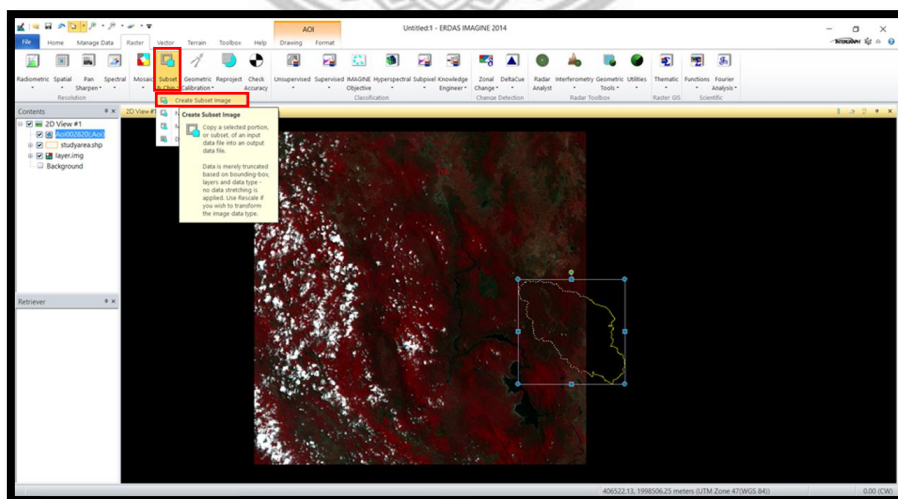 AOI
Untitled:1 - ERDAS IMAGINE 2014
File Home Manage Data Raster Vector Terrain Toolbox Help Drawing Format
INTERGRAPH
Radiometric Spatial Pan Sharpen Spectral Mosaic Subset & Chip Geometric Calibration Reproject Check Accuracy Unsupervised Supervised IMAGINE Objective Hyperspectral Subpixel Knowledge Engineer Zonal Change DeltaCue Radar Analyst Interferometry Geometric Tools Utilities Thematic Functions Fourier Analysis
Resolution Classification Change Detection Radar Toolbox Raster GIS Scientific
Create Subset Image
Contents
2D View #1
2D View #1
Aoi002820(.Aoi)
studyarea.shp
layer.img
Background
Create Subset Image
Copy a selected portion,
or subset, of an input
data file into an output
data file.
Data is merely truncated
based on bounding-box,
layers and data type -
no data stretching is
applied. Use Rescale if
you wish to transform
the image data type.
Retriever
406522.13, 1998506.25 meters (UTM Zone 47(WGS 84)) 0.00 (CW)